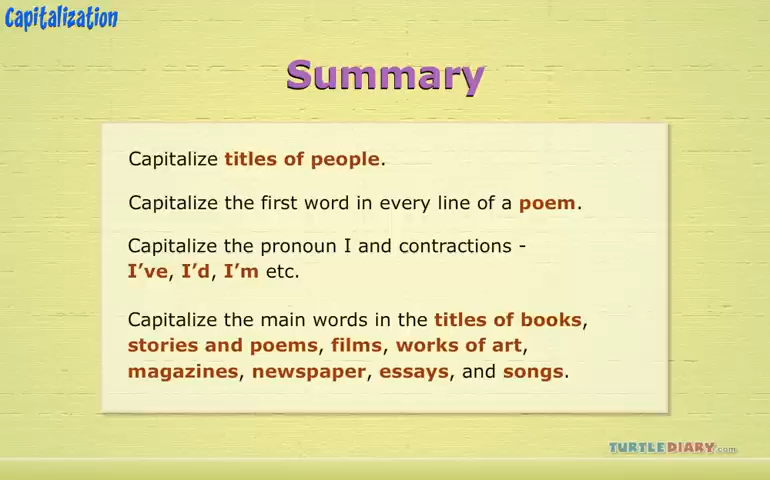 Capitalization
Summary
Capitalize titles of people.
Capitalize the first word in every line of a poem.
Capitalize the pronoun I and contractions -
I’ve, I’d, I’m etc.
Capitalize the main words in the titles of books,
stories and poems, films, works of art,
magazines, newspaper, essays, and songs.
TURTLEDIARY.com